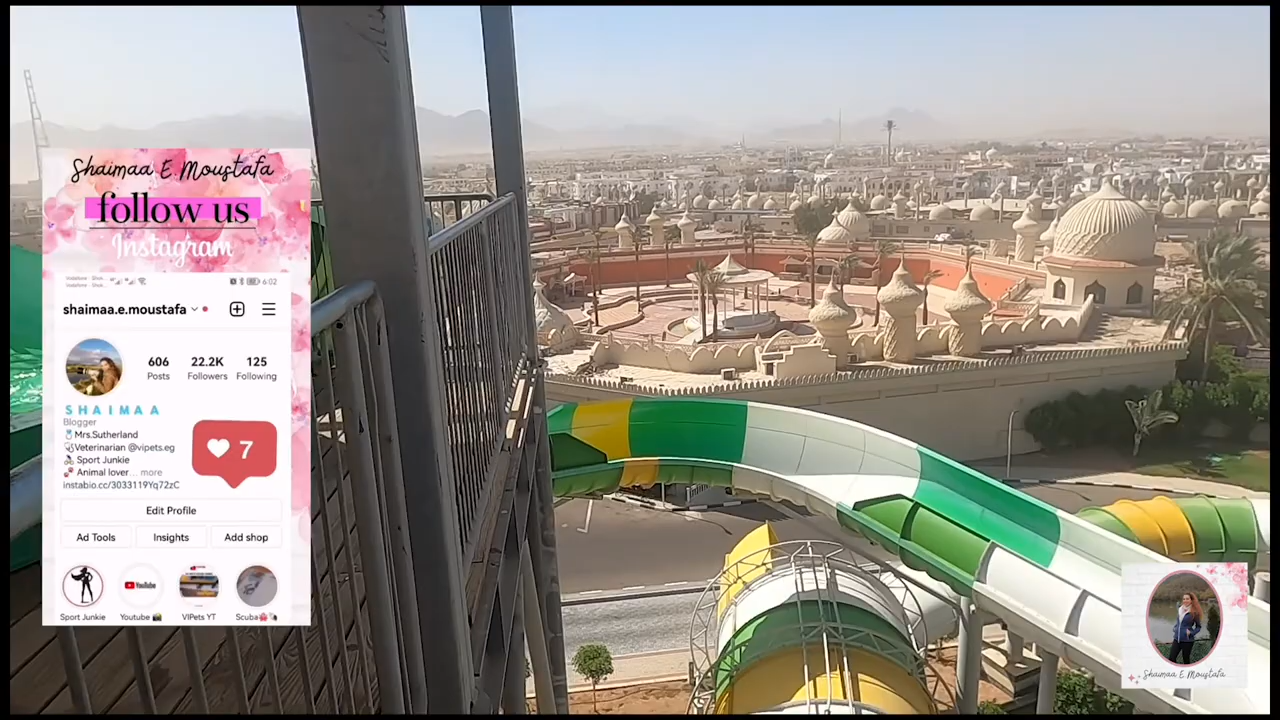 Shaimaa E. Moustafa
follow us
Instagram
6:02
shaimaa.e.moustafa
606
22.2K
125
Posts
Followers
Following
SHAIMAA
Blogger
Mrs.Sutherland
Veterinarian @vipets.eg
Sport Junkie
Animal lover... more
instabio.cc/3033119Yq72zC
7
Edit Profile
Ad Tools
Insights
Add shop
YouTube
Sport Junkie
Youtube
VIPets YT
Scuba
Shaimaa E. Moustafa